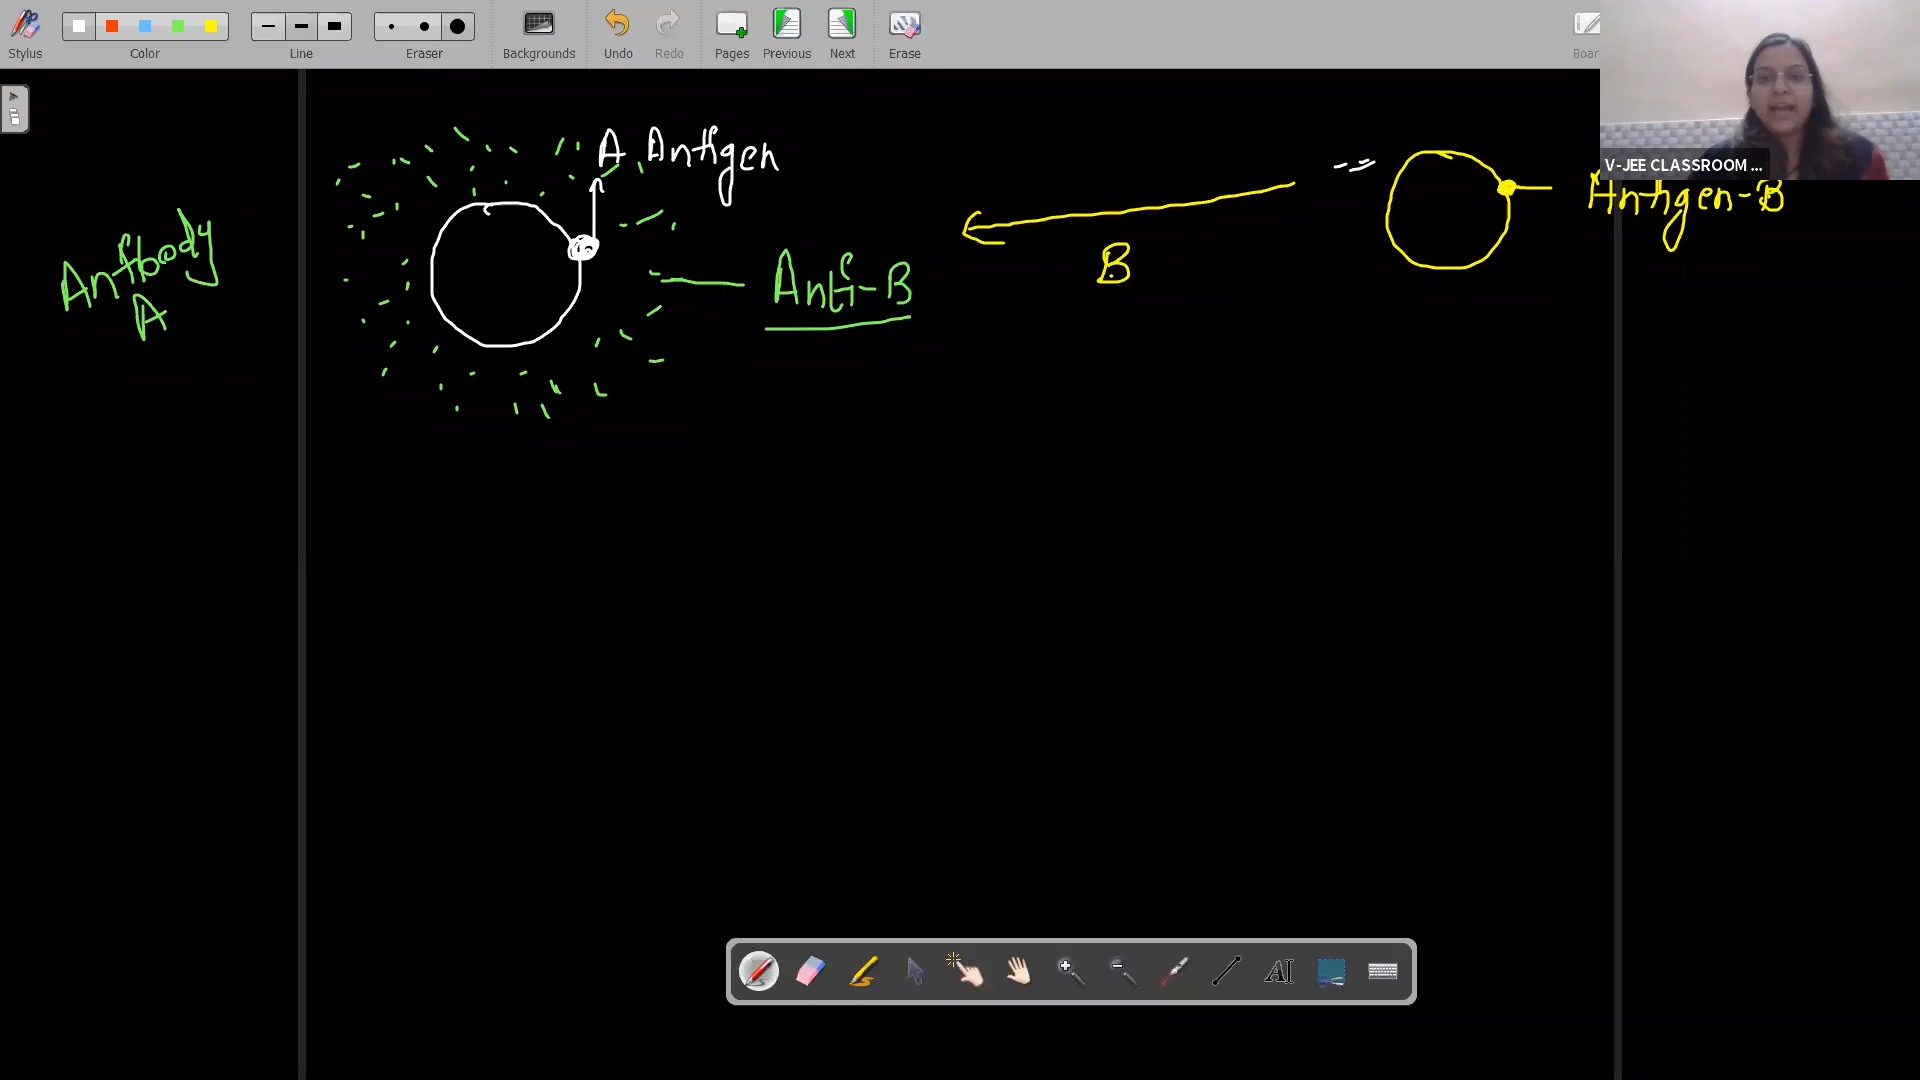 Stylus
Color
Line
Eraser
Backgrounds
Undo
Redo
Pages
Previous
Next
Erase
V-JEE CLASSROOM ...
A Antigen
Antigen-B
Antibody
A
Anti-B
B